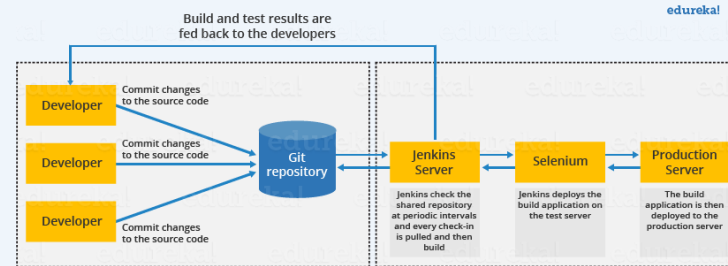 edureka!
Build and test results are
fed back to the developers
Developer
Commit changes
to the source code
Developer
Commit changes
to the source code
Developer
Commit changes
to the source code
Git
repository
Jenkins
Server
Jenkins check the
shared repository
at periodic intervals
and every check-in
is pulled and then
build
Selenium
Jenkins deploys the
build application on
the test server
Production
Server
The build
application is then
deployed to the
production server